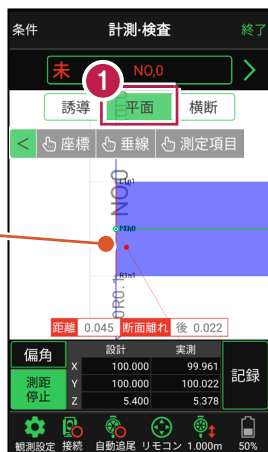 条件 計測·検査 終了
未 NO,0 >
1
誘導 平面 横断
< 座標 垂線 測定項目
L1n1
NO,0
R1n1
距離 0.045 断面離れ 後 0.022
偏角 設計 実測
測距停止 X 100.000 99.961 記録
Y 100.000 100.022
Z 5.400 5.378
観測設定 接続 自動追尾 リモコン 1.000m 50%